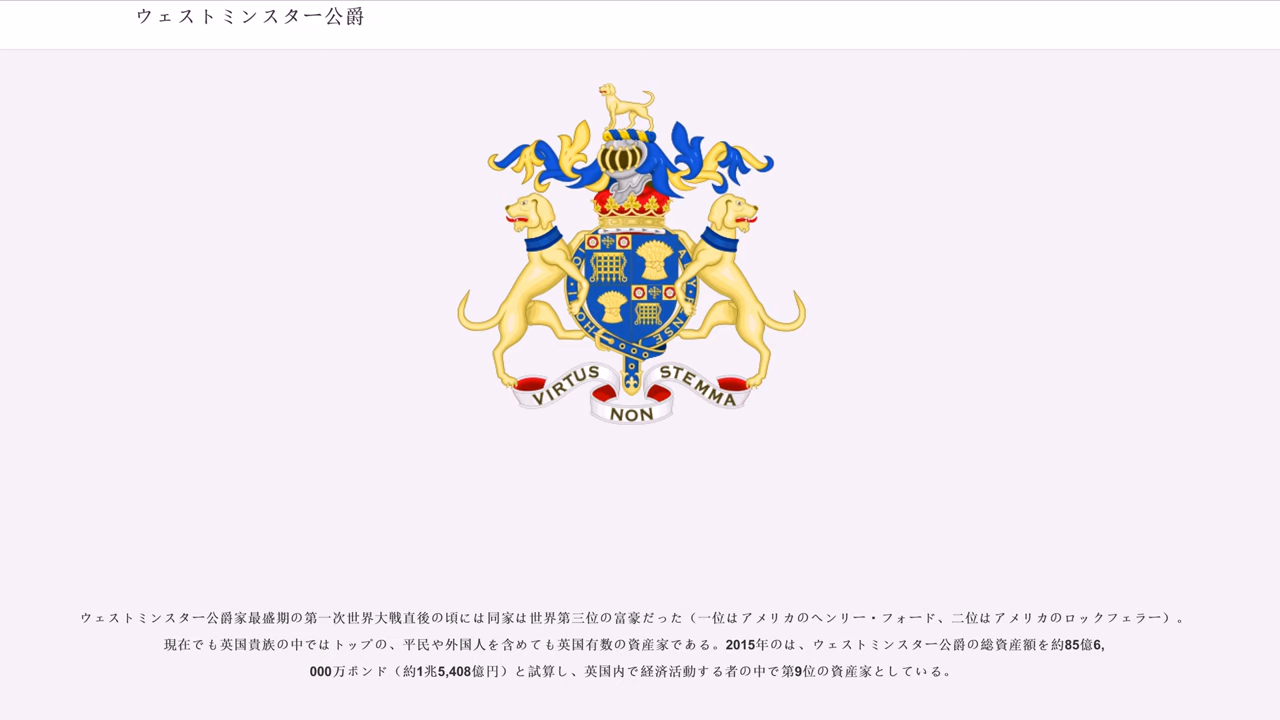 ウェストミンスター公爵
HONI SOIT QUI MAL Y PENSE
VIRTUS NON STEMMA
ウェストミンスター公爵家最盛期の第一次世界大戦直後の頃には同家は世界第三位の富豪だった（一位はアメリカのヘンリー・フォード、二位はアメリカのロックフェラー）。
現在でも英国貴族の中ではトップの、平民や外国人を含めても英国有数の資産家である。2015年のは、ウェストミンスター公爵の総資産額を約85億6,
000万ポンド（約1兆5,408億円）と試算し、英国内で経済活動する者の中で第9位の資産家としている。